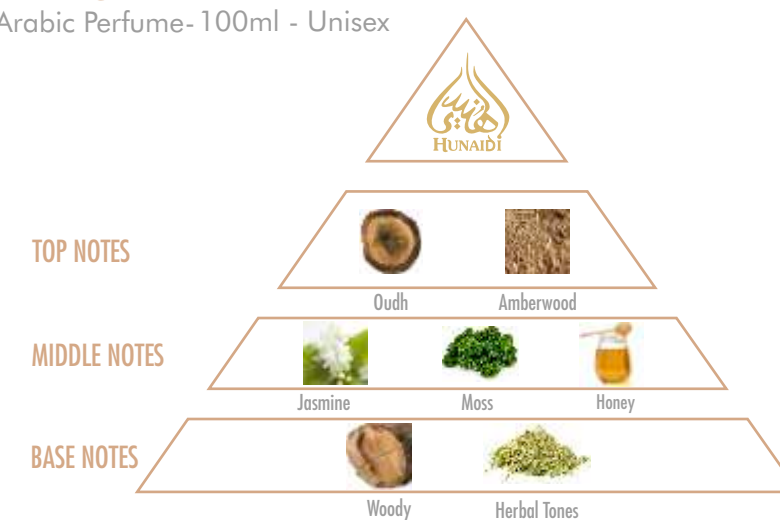 Arabic Perfume- 100ml - Unisex
HUNAIDI
TOP NOTES
Oudh Amberwood
MIDDLE NOTES
Jasmine Moss Honey
BASE NOTES
Woody Herbal Tones